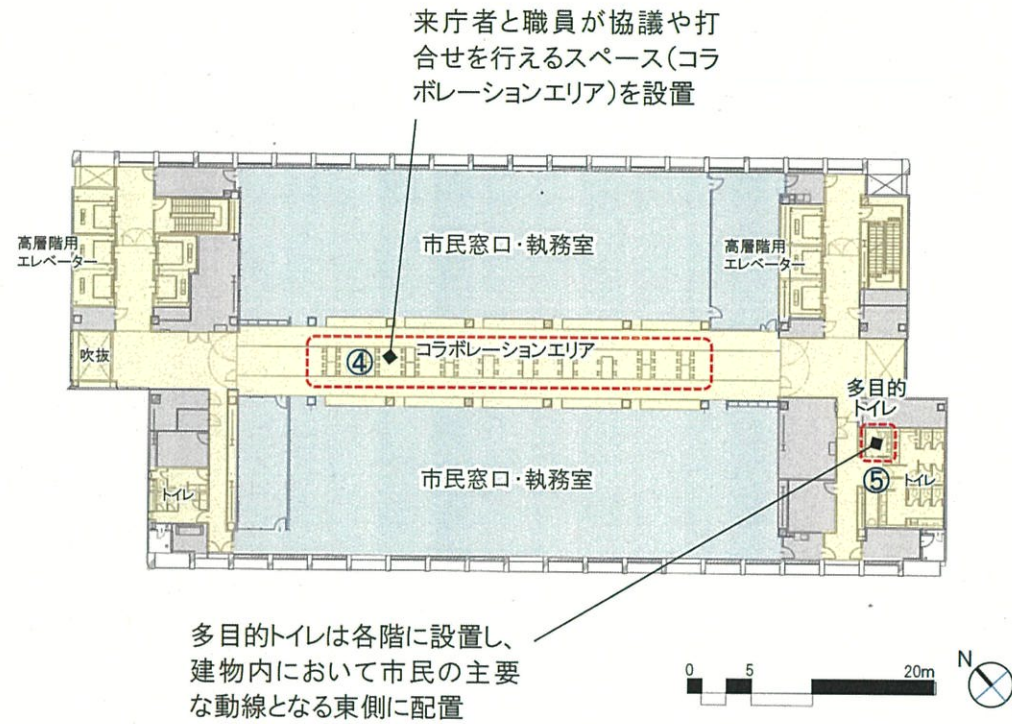 来庁者と職員が協議や打
合せを行えるスペース(コラ
ボレーションエリア)を設置
高層階用
エレベーター
市民窓口・執務室
高層階用
エレベーター
吹抜
④
コラボレーションエリア
多目的
トイレ
市民窓口・執務室
⑤
トイレ
トイレ
多目的トイレは各階に設置し、
建物内において市民の主要
な動線となる東側に配置
0 5 20m
N